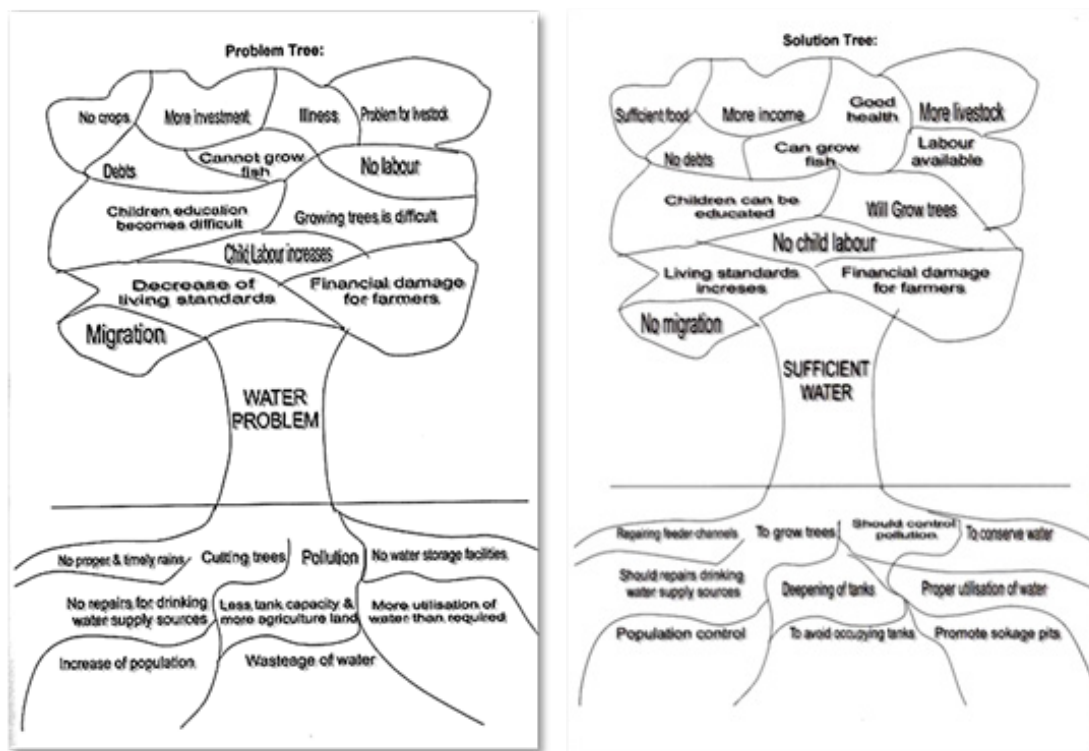 Problem Tree:
No crops
More investment
Illness
Problem for livestock
Debts
Cannot grow
fish
No labour
Children education
becomes difficult
Growing trees is difficult
Child Labour increases
Decrease of
living standards
Financial damage
for farmers
Migration
WATER
PROBLEM
No proper & timely rains
Cutting trees
Pollution
No water storage facilities
No repairs for drinking
water supply sources
Less tank capacity &
more agriculture land
More utilisation of
water than required
Increase of population
Wasteage of water
Solution Tree:
Sufficient food
More income
Good
health
More livestock
No debts
Can grow
fish
Labour
available
Children can be
educated
Will Grow trees
No child labour
Living standards
increses
Financial damage
for farmers
No migration
SUFFICIENT
WATER
Repairing feeder channels
To grow trees
Should control
pollution
To conserve water
Should repairs drinking
water supply sources
Deepening of tanks
Proper utilisation of water
Population control
To avoid occupying tanks
Promote sokage pits